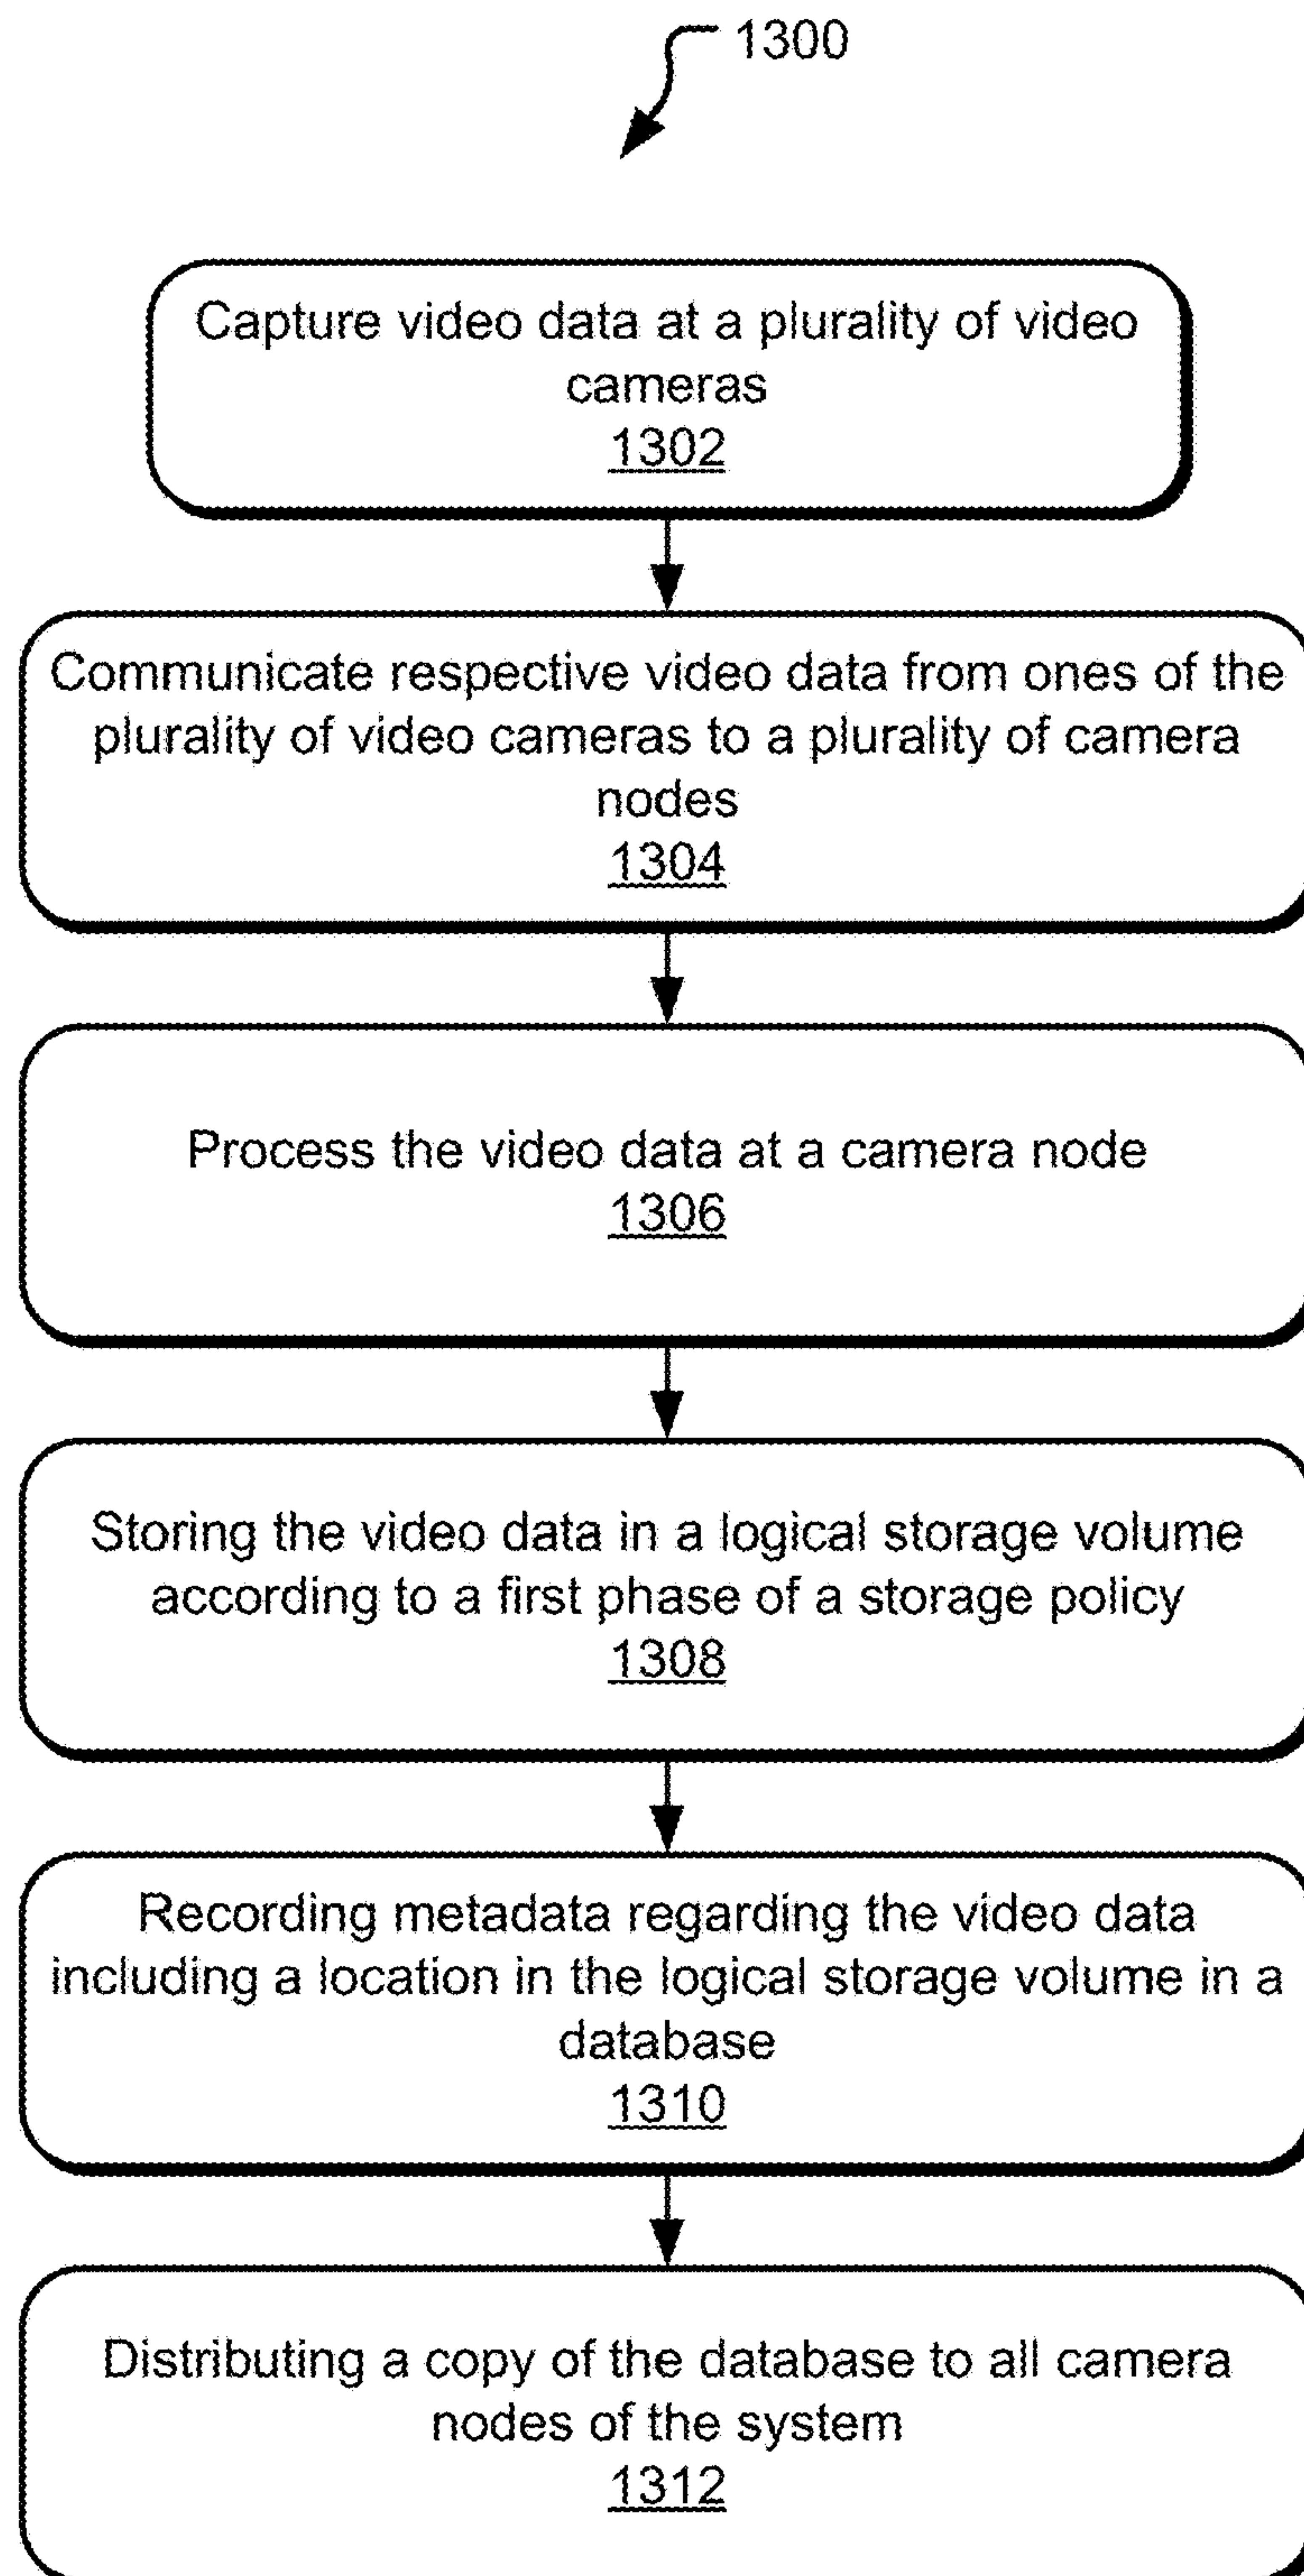 1300
Capture video data at a plurality of video
cameras
1302
Communicate respective video data from ones of the
plurality of video cameras to a plurality of camera
nodes
1304
Process the video data at a camera node
1306
Storing the video data in a logical storage volume
according to a first phase of a storage policy
1308
Recording metadata regarding the video data
including a location in the logical storage volume in a
database
1310
Distributing a copy of the database to all camera
nodes of the system
1312